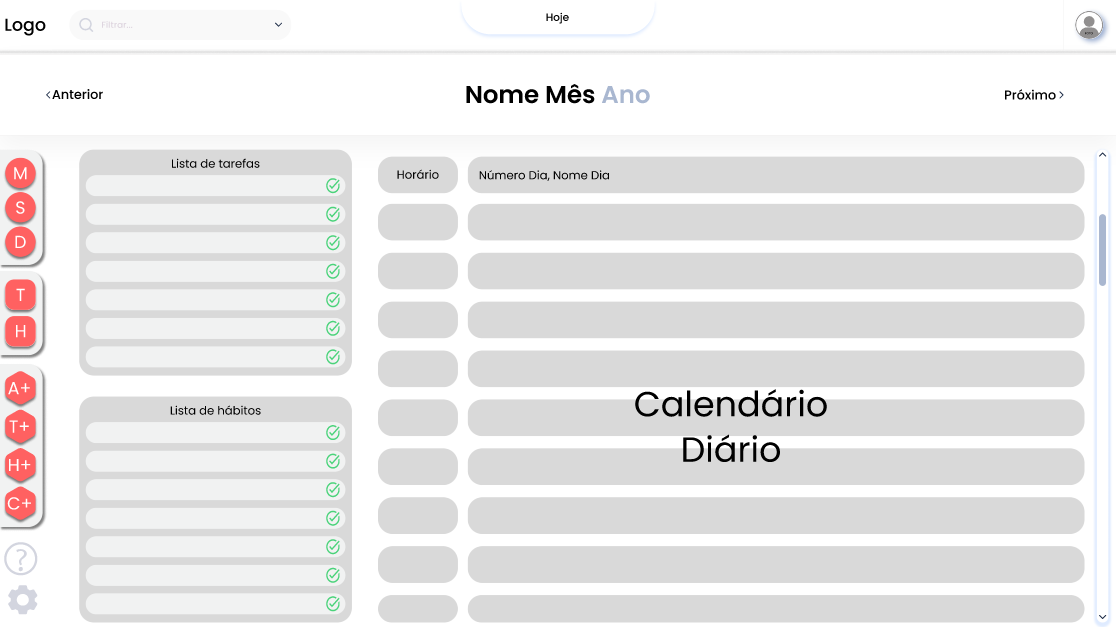 Logo
Filtrar...
Hoje
Anterior
Nome Mês Ano
Próximo
M
S
D
T
H
A+
T+
H+
C+
?
Lista de tarefas
Lista de hábitos
Horário
Número Dia, Nome Dia
Calendário
Diário